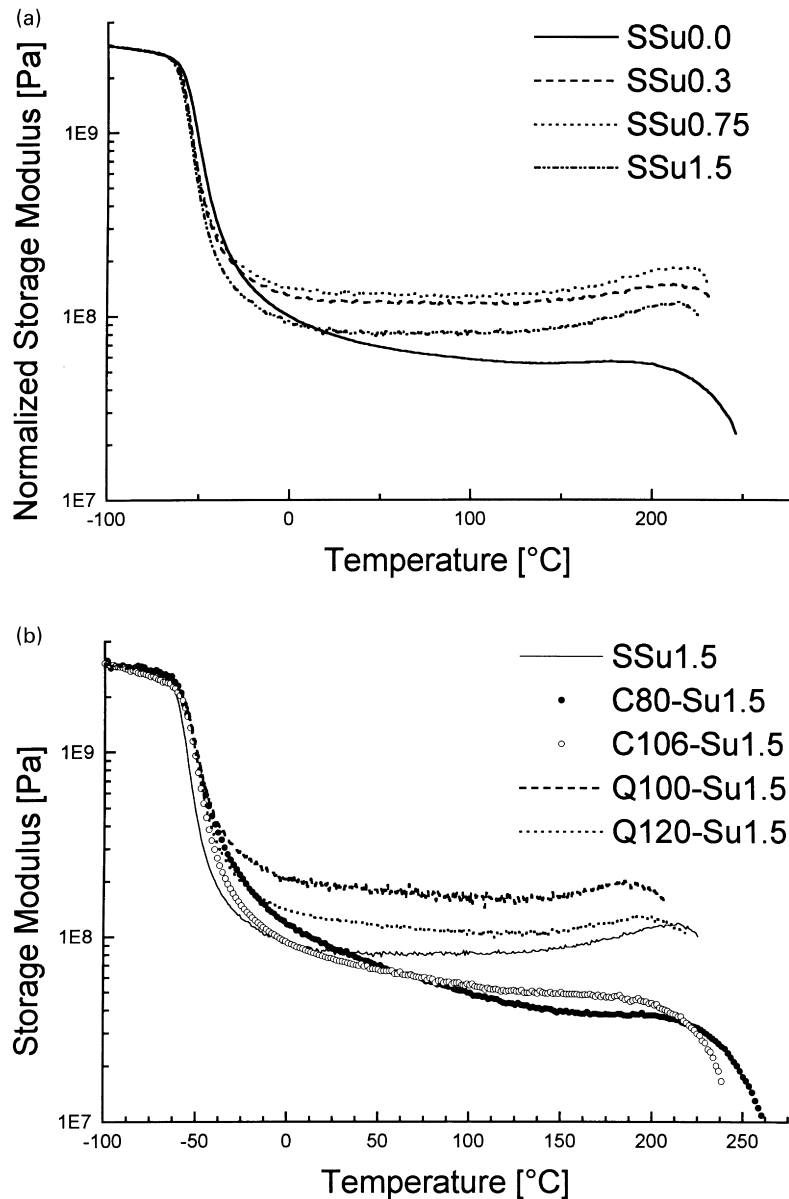 (a)
SSu0.0
SSu0.3
SSu0.75
SSu1.5
Normalized Storage Modulus [Pa]
1E9
1E8
1E7
-100 0 100 200
Temperature [°C]
(b)
SSu1.5
C80-Su1.5
C106-Su1.5
Q100-Su1.5
Q120-Su1.5
Storage Modulus [Pa]
1E9
1E8
1E7
-100 -50 0 50 100 150 200 250
Temperature [°C]